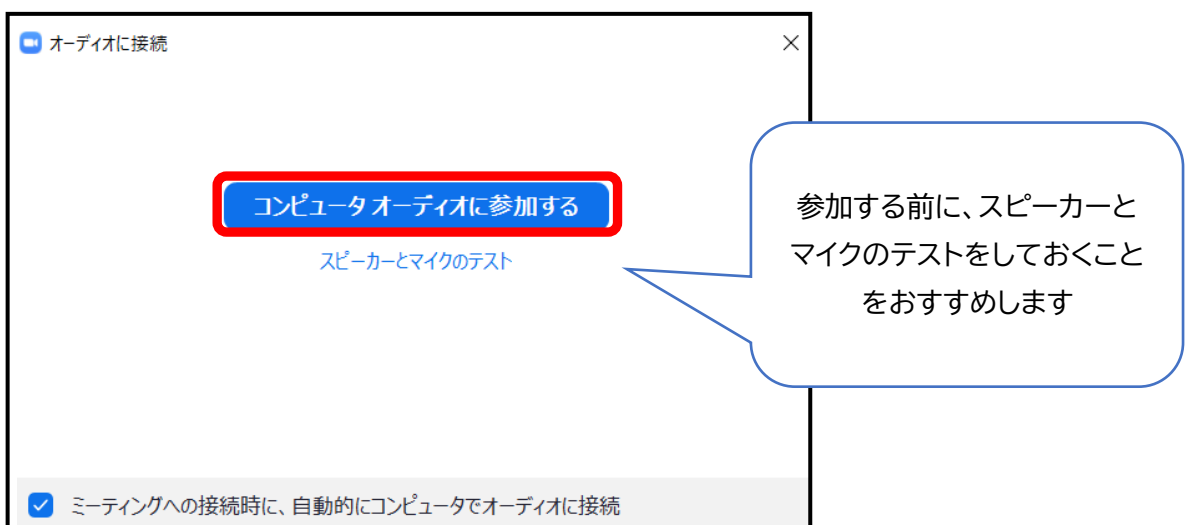 オーディオに接続
コンピュータ オーディオに参加する
スピーカーとマイクのテスト
参加する前に、スピーカーと
マイクのテストをしておくこと
をおすすめします
ミーティングへの接続時に、自動的にコンピュータでオーディオに接続